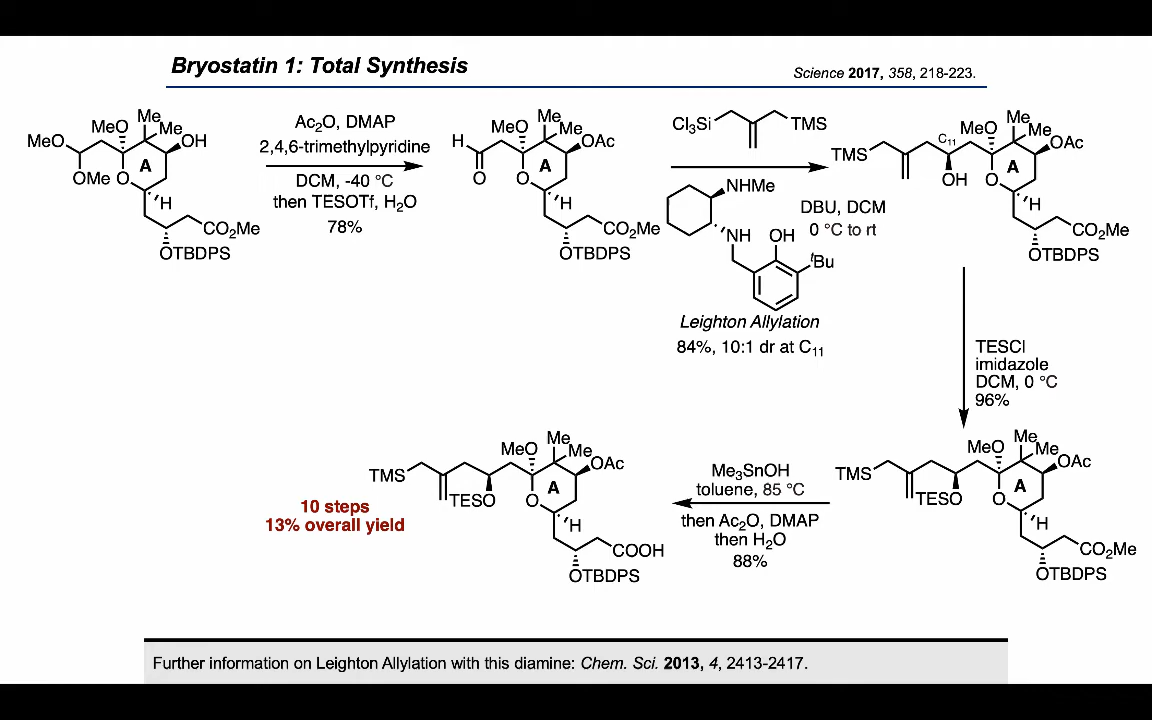 Bryostatin 1: Total Synthesis
Science 2017, 358, 218-223.
MeO
OMe
MeO
Me
Me
OH
A
O
H
CO₂Me
OTBDPS
Ac₂O, DMAP
2,4,6-trimethylpyridine
DCM, -40 °C
then TESOTf, H₂O
78%
H
O
MeO
Me
Me
OAc
A
O
H
CO₂Me
OTBDPS
Cl₃Si
TMS
NHMe
NH
OH
ᵗBu
DBU, DCM
0 °C to rt
Leighton Allylation
84%, 10:1 dr at C₁₁
TMS
C₁₁
OH
MeO
Me
Me
OAc
A
O
H
CO₂Me
OTBDPS
TESCl
imidazole
DCM, 0 °C
96%
TMS
TESO
MeO
Me
Me
OAc
A
O
H
CO₂Me
OTBDPS
Me₃SnOH
toluene, 85 °C
then Ac₂O, DMAP
then H₂O
88%
TMS
TESO
MeO
Me
Me
OAc
A
O
H
COOH
OTBDPS
10 steps
13% overall yield
Further information on Leighton Allylation with this diamine: Chem. Sci. 2013, 4, 2413-2417.